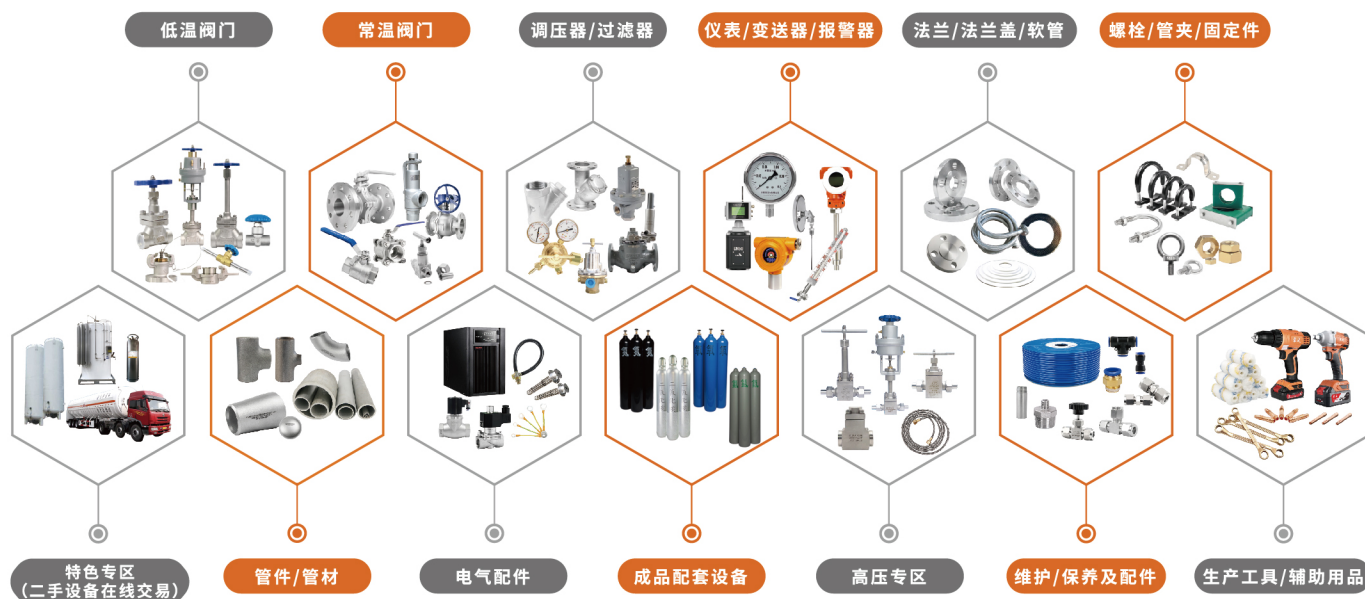 低温阀门
常温阀门
调压器/过滤器
仪表/变送器/报警器
法兰/法兰盖/软管
螺栓/管夹/固定件
特色专区
(二手设备在线交易)
管件/管材
电气配件
成品配套设备
高压专区
维护/保养及配件
生产工具/辅助用品